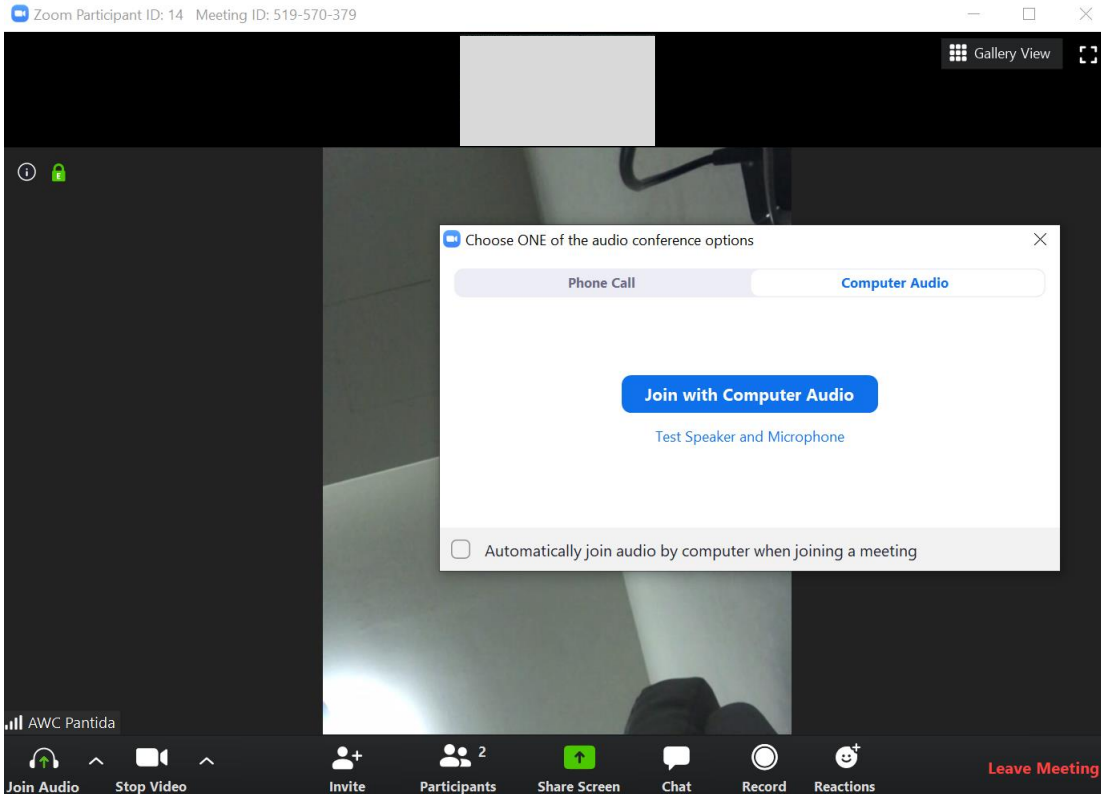 Zoom Participant ID: 14 Meeting ID: 519-570-379
Gallery View
E
Choose ONE of the audio conference options
Phone Call Computer Audio
Join with Computer Audio
Test Speaker and Microphone
Automatically join audio by computer when joining a meeting
AWC Pantida
2
Join Audio Stop Video Invite Participants Share Screen Chat Record Reactions Leave Meeting